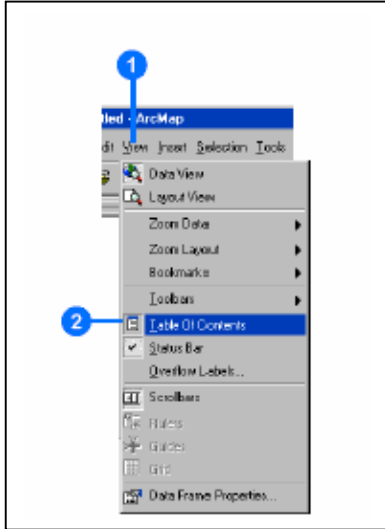 1
tled - ArcMap
dit View Insert Selection Tools
Data View
Layout View
Zoom Data
Zoom Layout
Bookmarks
Toolbars
2
Table Of Contents
Status Bar
Overflow Labels...
Scrollbars
Rulers
Guides
Grid
Data Frame Properties...